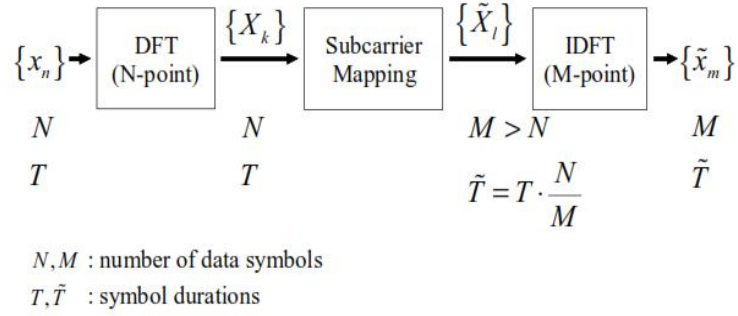 {x_n} → DFT (N-point) → {X_k} → Subcarrier Mapping → {X̃_l} → IDFT (M-point) → {x̃_m}
N N M > N M
T T T̃ = T · N/M T̃
N, M : number of data symbols
T, T̃ : symbol durations